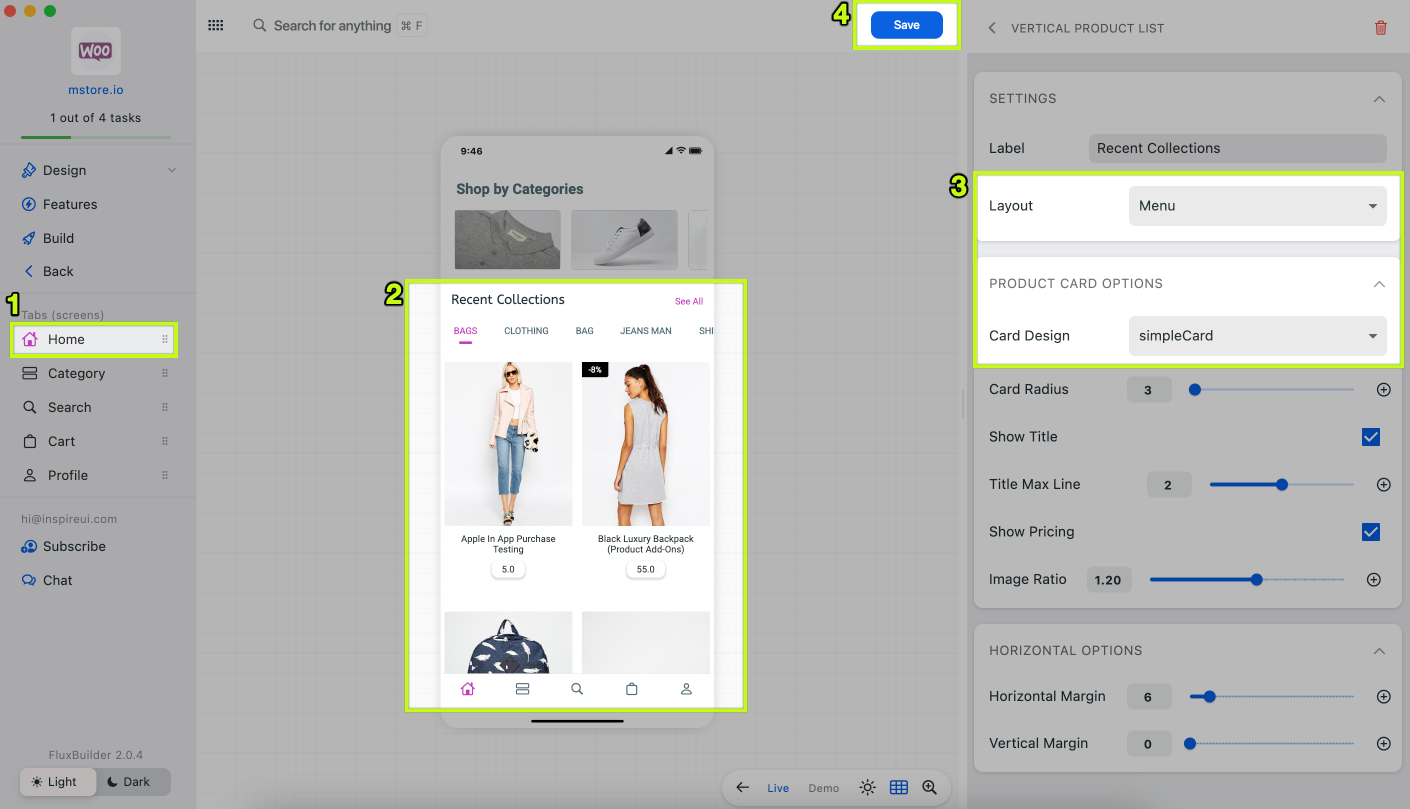 WOO
mstore.io
1 out of 4 tasks
Design
Features
Build
Back
1
Tabs (screens)
Home
Category
Search
Cart
Profile
hi@inspireui.com
Subscribe
Chat
FluxBuilder 2.0.4
Light
Dark
Search for anything
⌘ F
4
Save
9:46
Shop by Categories
2
Recent Collections
See All
BAGS CLOTHING BAG JEANS MAN SHI
-8%
Apple In App Purchase
Testing
5.0
Black Luxury Backpack
(Product Add-Ons)
55.0
Live
Demo
VERTICAL PRODUCT LIST
SETTINGS
Label Recent Collections
3
Layout Menu
PRODUCT CARD OPTIONS
Card Design simpleCard
Card Radius 3
Show Title
Title Max Line 2
Show Pricing
Image Ratio 1.20
HORIZONTAL OPTIONS
Horizontal Margin 6
Vertical Margin 0